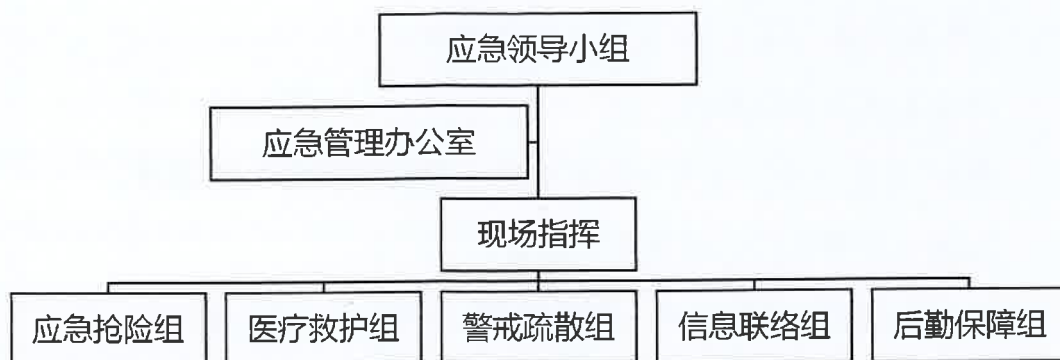 应急领导小组
应急管理办公室
现场指挥
应急抢险组
医疗救护组
警戒疏散组
信息联络组
后勤保障组